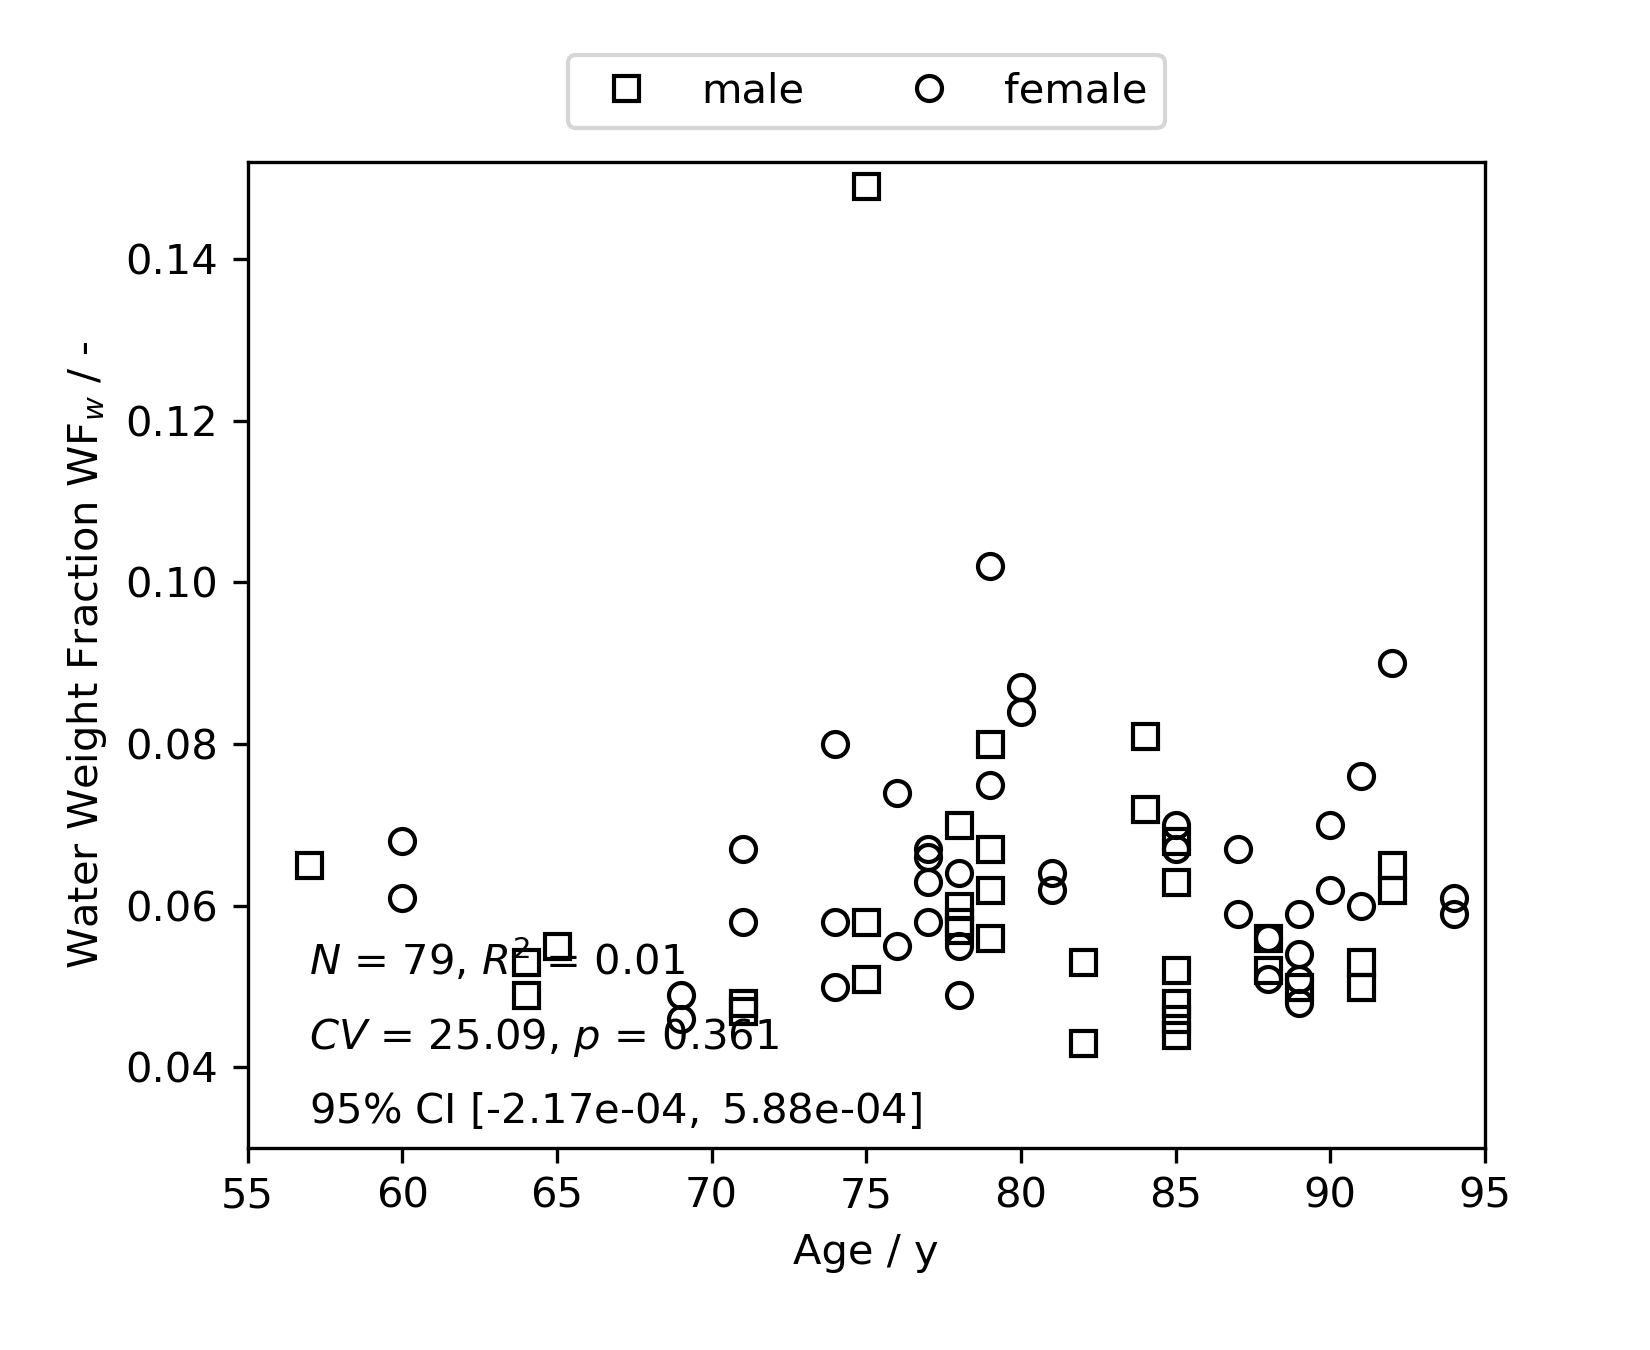 male female
0.14
0.12
0.10
0.08
0.06
0.04
Water Weight Fraction WF_w / -
N = 79, R² = 0.01
CV = 25.09, p = 0.361
95% CI [-2.17e-04, 5.88e-04]
55 60 65 70 75 80 85 90 95
Age / y